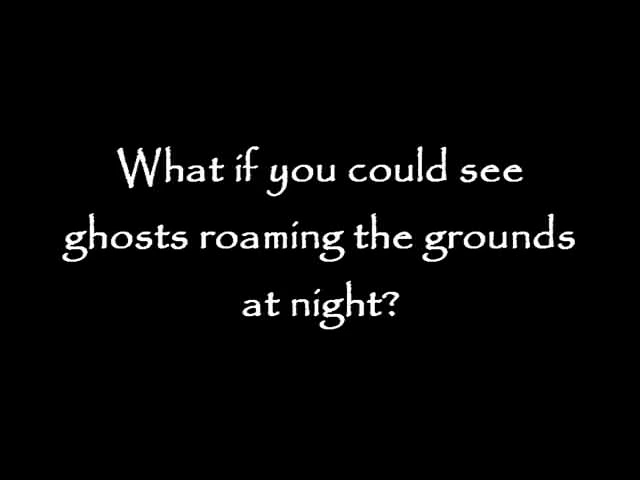 What if you could see
ghosts roaming the grounds
at night?